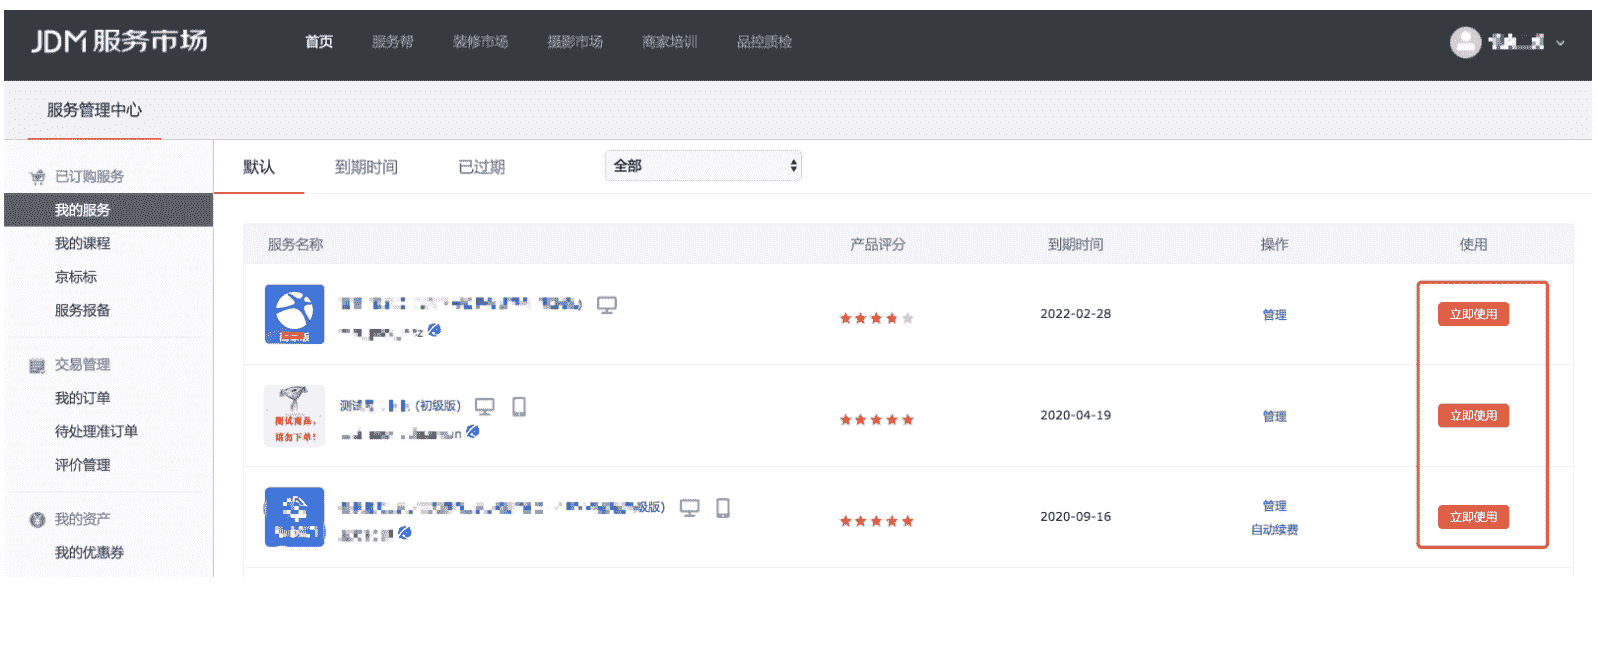 JDM 服务市场
首页 服务帮 装修市场 摄影市场 商家培训 品控质检
服务管理中心
已订购服务
我的服务
我的课程
京标标
服务报备
交易管理
我的订单
待处理准订单
评价管理
我的资产
我的优惠券
默认 到期时间 已过期 全部
服务名称 产品评分 到期时间 操作 使用
2022-02-28 管理 立即使用
测试商品,
请勿下单!
测试 (初级版)
2020-04-19 管理 立即使用
级版)
2020-09-16 管理 立即使用
自动续费